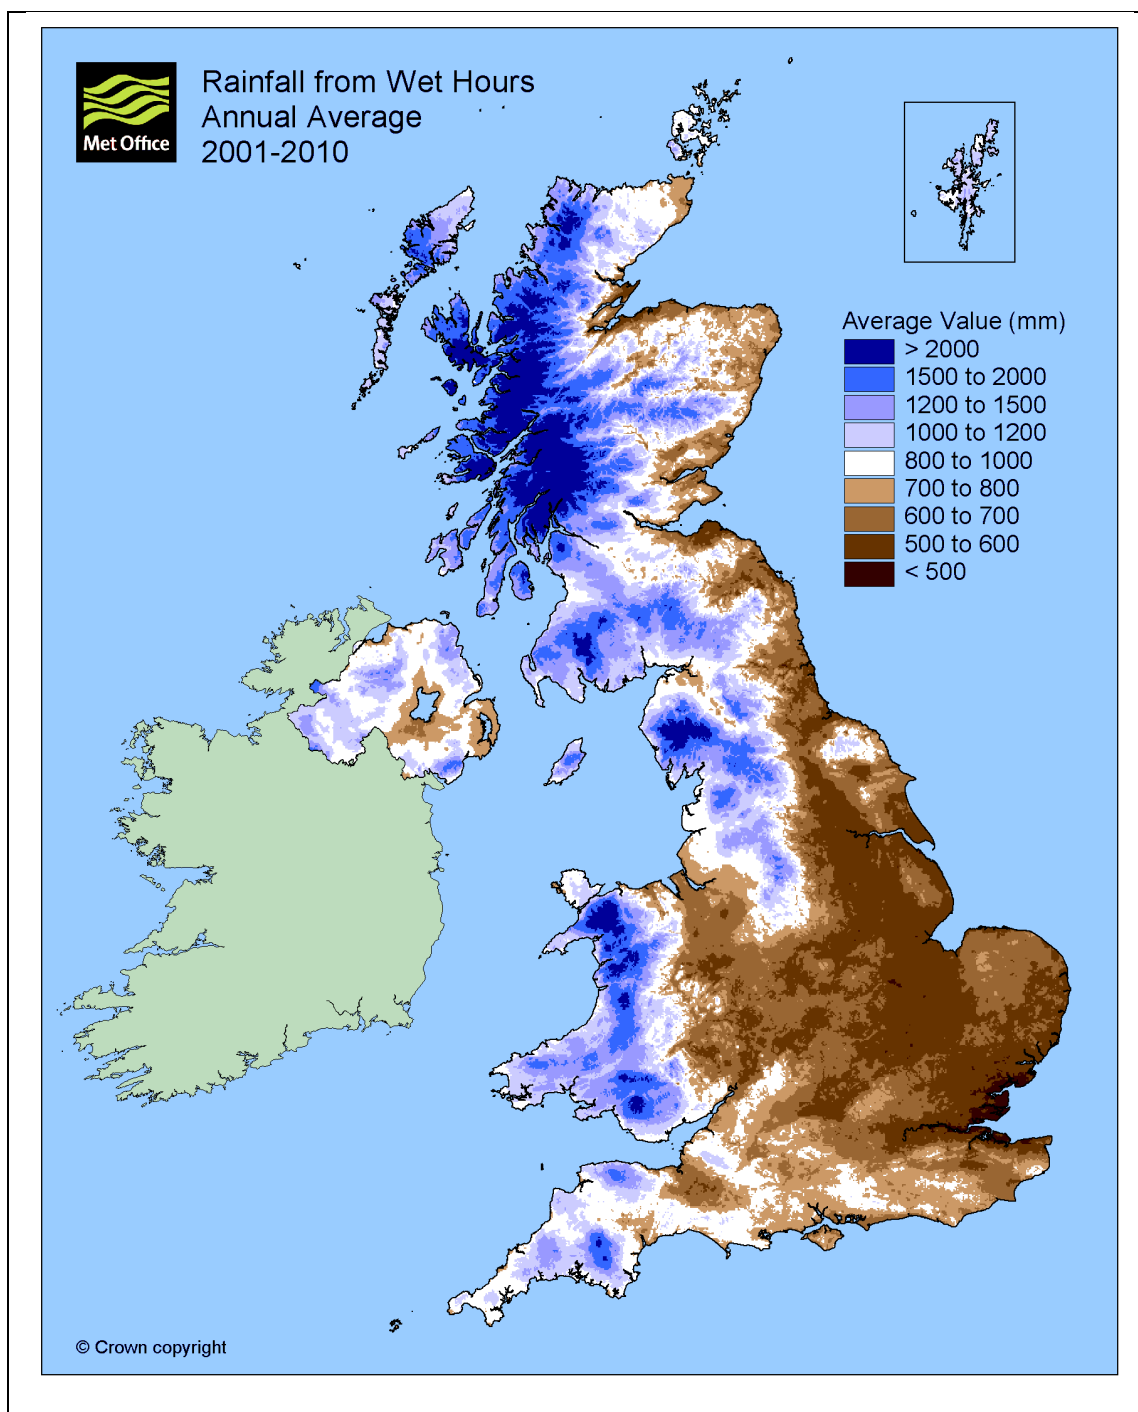 Rainfall from Wet Hours
Annual Average
2001-2010
Met Office
Average Value (mm)
> 2000
1500 to 2000
1200 to 1500
1000 to 1200
800 to 1000
700 to 800
600 to 700
500 to 600
< 500
© Crown copyright